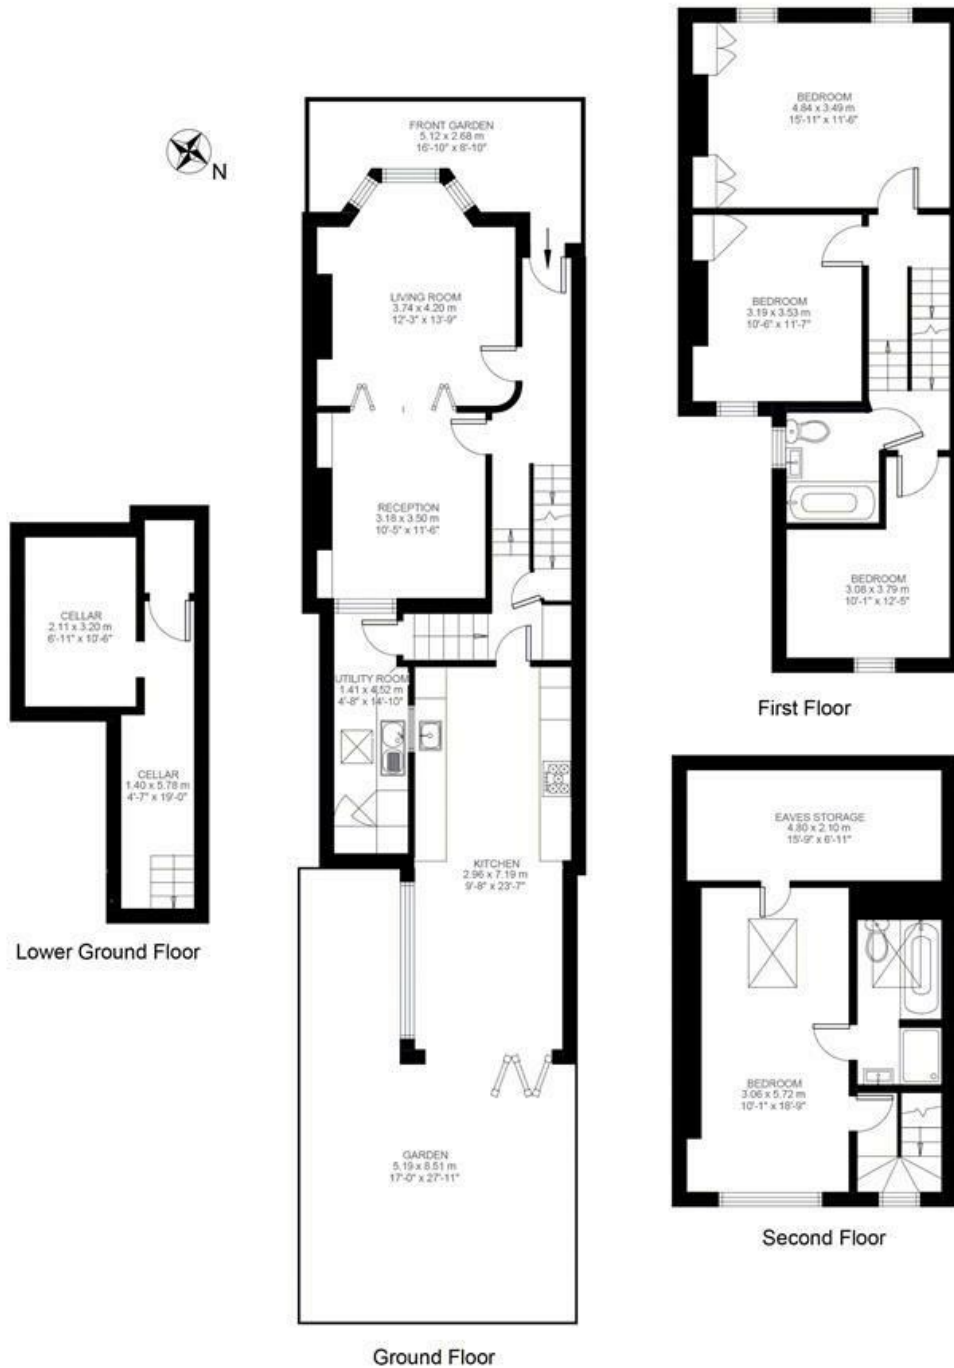 N
FRONT GARDEN
5.12 x 2.68 m
16'-10" x 8'-10"
LIVING ROOM
3.74 x 4.20 m
12'-3" x 13'-9"
RECEPTION
3.18 x 3.50 m
10'-5" x 11'-6"
UTILITY ROOM
1.41 x 4.52 m
4'-8" x 14'-10"
KITCHEN
2.96 x 7.19 m
9'-8" x 23'-7"
GARDEN
5.19 x 8.51 m
17'-0" x 27'-11"
Ground Floor
CELLAR
2.11 x 3.20 m
6'-11" x 10'-6"
CELLAR
1.40 x 5.78 m
4'-7" x 19'-0"
Lower Ground Floor
BEDROOM
4.84 x 3.49 m
15'-11" x 11'-6"
BEDROOM
3.19 x 3.53 m
10'-6" x 11'-7"
BEDROOM
3.08 x 3.79 m
10'-1" x 12'-5"
First Floor
EAVES STORAGE
4.80 x 2.10 m
15'-9" x 6'-11"
BEDROOM
3.06 x 5.72 m
10'-1" x 18'-9"
Second Floor